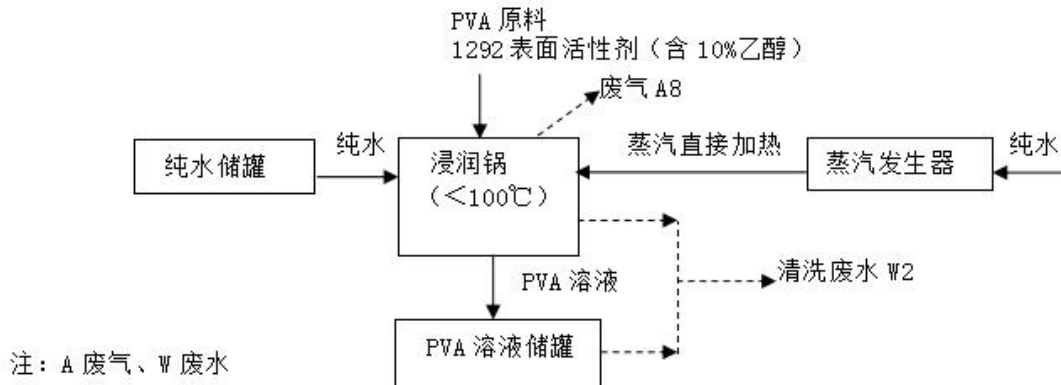 PVA 原料
1292 表面活性剂（含 10%乙醇）
废气 A8
纯水储罐
纯水
浸润锅
（＜100℃）
蒸汽直接加热
蒸汽发生器
纯水
PVA 溶液
清洗废水 W2
PVA 溶液储罐
注：A 废气、W 废水